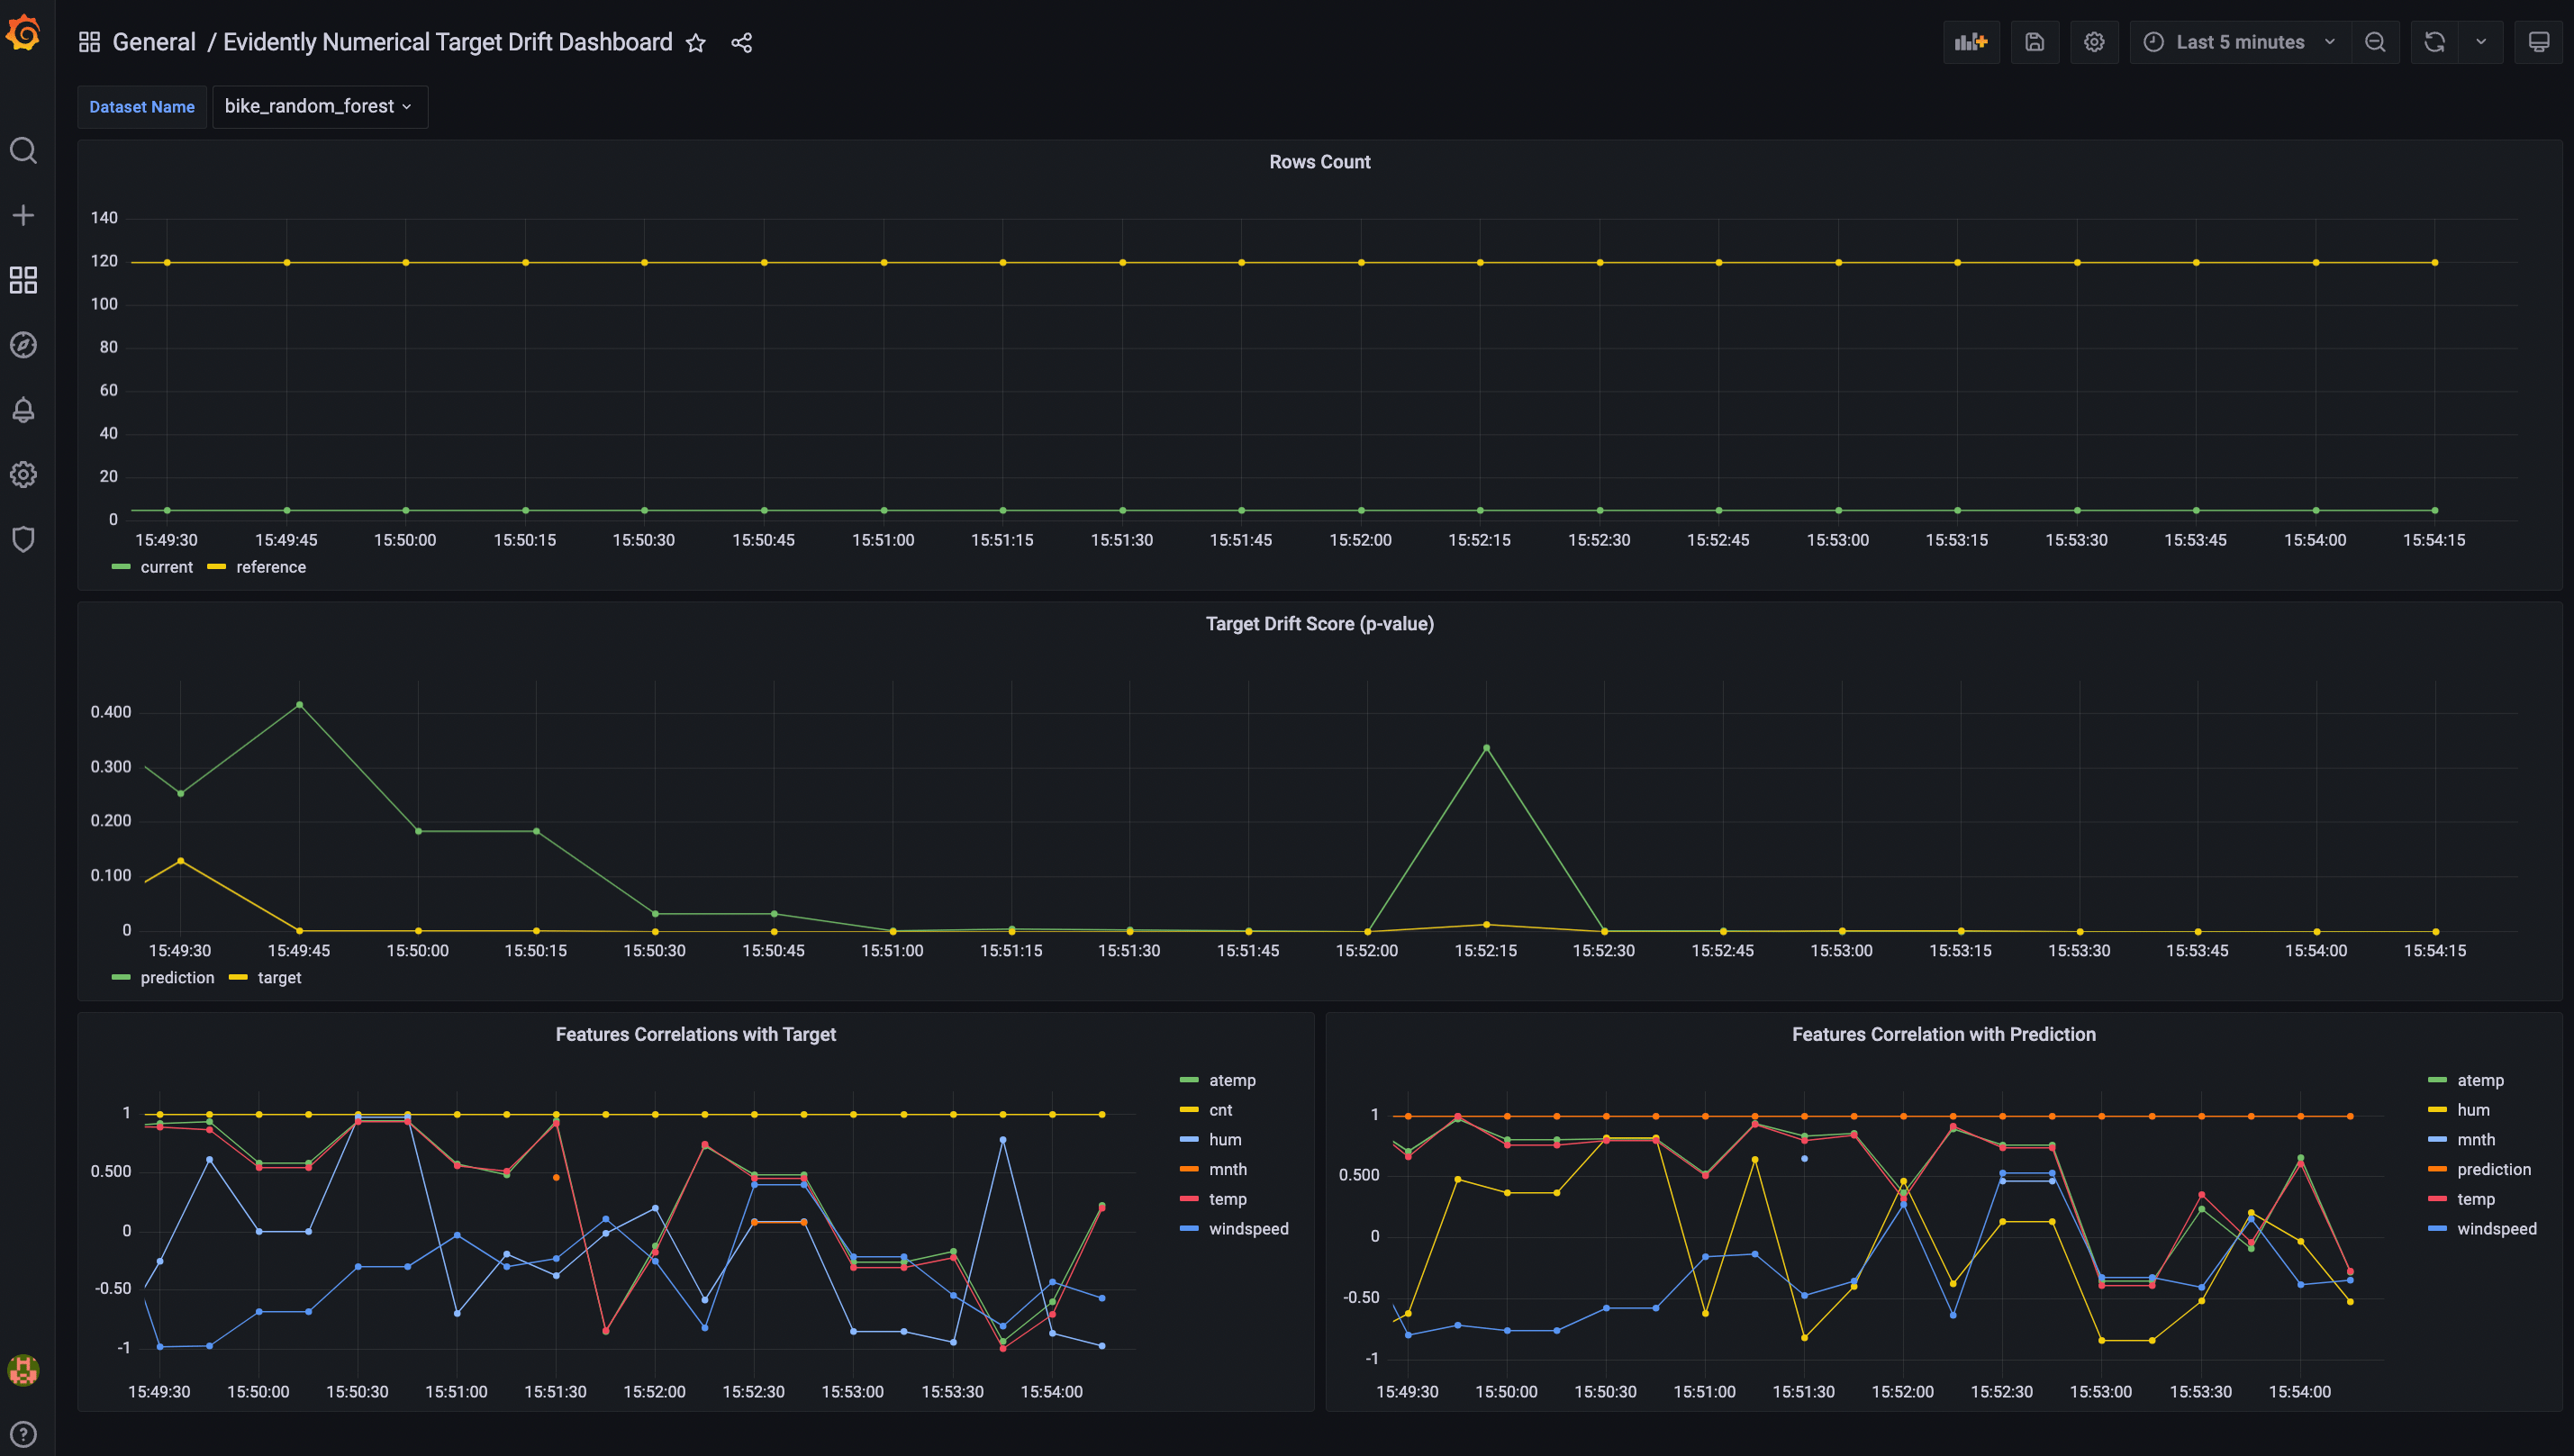 General / Evidently Numerical Target Drift Dashboard
Last 5 minutes
Dataset Name bike_random_forest
Rows Count
140
120
100
80
60
40
20
0
15:49:30 15:49:45 15:50:00 15:50:15 15:50:30 15:50:45 15:51:00 15:51:15 15:51:30 15:51:45 15:52:00 15:52:15 15:52:30 15:52:45 15:53:00 15:53:15 15:53:30 15:53:45 15:54:00 15:54:15
current reference
Target Drift Score (p-value)
0.400
0.300
0.200
0.100
0
15:49:30 15:49:45 15:50:00 15:50:15 15:50:30 15:50:45 15:51:00 15:51:15 15:51:30 15:51:45 15:52:00 15:52:15 15:52:30 15:52:45 15:53:00 15:53:15 15:53:30 15:53:45 15:54:00 15:54:15
prediction target
Features Correlations with Target
1
0.500
0
-0.50
-1
15:49:30 15:50:00 15:50:30 15:51:00 15:51:30 15:52:00 15:52:30 15:53:00 15:53:30 15:54:00
atemp
cnt
hum
mnth
temp
windspeed
Features Correlation with Prediction
1
0.500
0
-0.50
-1
15:49:30 15:50:00 15:50:30 15:51:00 15:51:30 15:52:00 15:52:30 15:53:00 15:53:30 15:54:00
atemp
hum
mnth
prediction
temp
windspeed